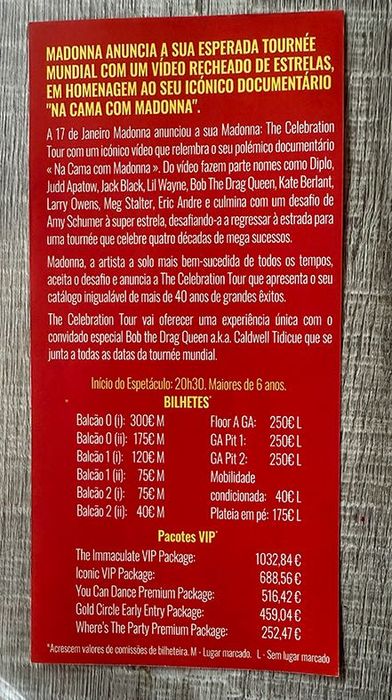 MADONNA ANUNCIA A SUA ESPERADA TOURNÉE
MUNDIAL COM UM VÍDEO RECHEADO DE ESTRELAS,
EM HOMENAGEM AO SEU ICÓNICO DOCUMENTÁRIO
"NA CAMA COM MADONNA".
A 17 de Janeiro Madonna anunciou a sua Madonna: The Celebration
Tour com um icónico vídeo que relembra o seu polémico documentário
« Na Cama com Madonna ». Do vídeo fazem parte nomes como Diplo,
Judd Apatow, Jack Black, Lil Wayne, Bob The Drag Queen, Kate Berlant,
Larry Owens, Meg Stalter, Eric Andre e culmina com um desafio de
Amy Schumer à super estrela, desafiando-a a regressar à estrada para
uma tournée que celebre quatro décadas de mega sucessos.
Madonna, a artista a solo mais bem-sucedida de todos os tempos,
aceita o desafio e anuncia a The Celebration Tour que apresenta o seu
catálogo inigualável de mais de 40 anos de grandes êxitos.
The Celebration Tour vai oferecer uma experiência única com o
convidado especial Bob the Drag Queen a.k.a. Caldwell Tidicue que se
junta a todas as datas da tournée mundial.
Início do Espetáculo: 20h30. Maiores de 6 anos.
BILHETES*
Balcão 0 (i): 300€ M Floor A GA: 250€ L
Balcão 0 (ii): 175€ M GA Pit 1: 250€ L
Balcão 1 (i): 120€ M GA Pit 2: 250€ L
Balcão 1 (ii): 75€ M Mobilidade
Balcão 2 (i): 75€ M condicionada: 40€ L
Balcão 2 (ii): 40€ M Plateia em pé: 175€ L
Pacotes VIP*
The Immaculate VIP Package: 1032,84 €
Iconic VIP Package: 688,56 €
You Can Dance Premium Package: 516,42 €
Gold Circle Early Entry Package: 459,04 €
Where's The Party Premium Package: 252,47 €
*Acrescem valores de comissões de bilheteira. M - Lugar marcado. L - Sem lugar marcado